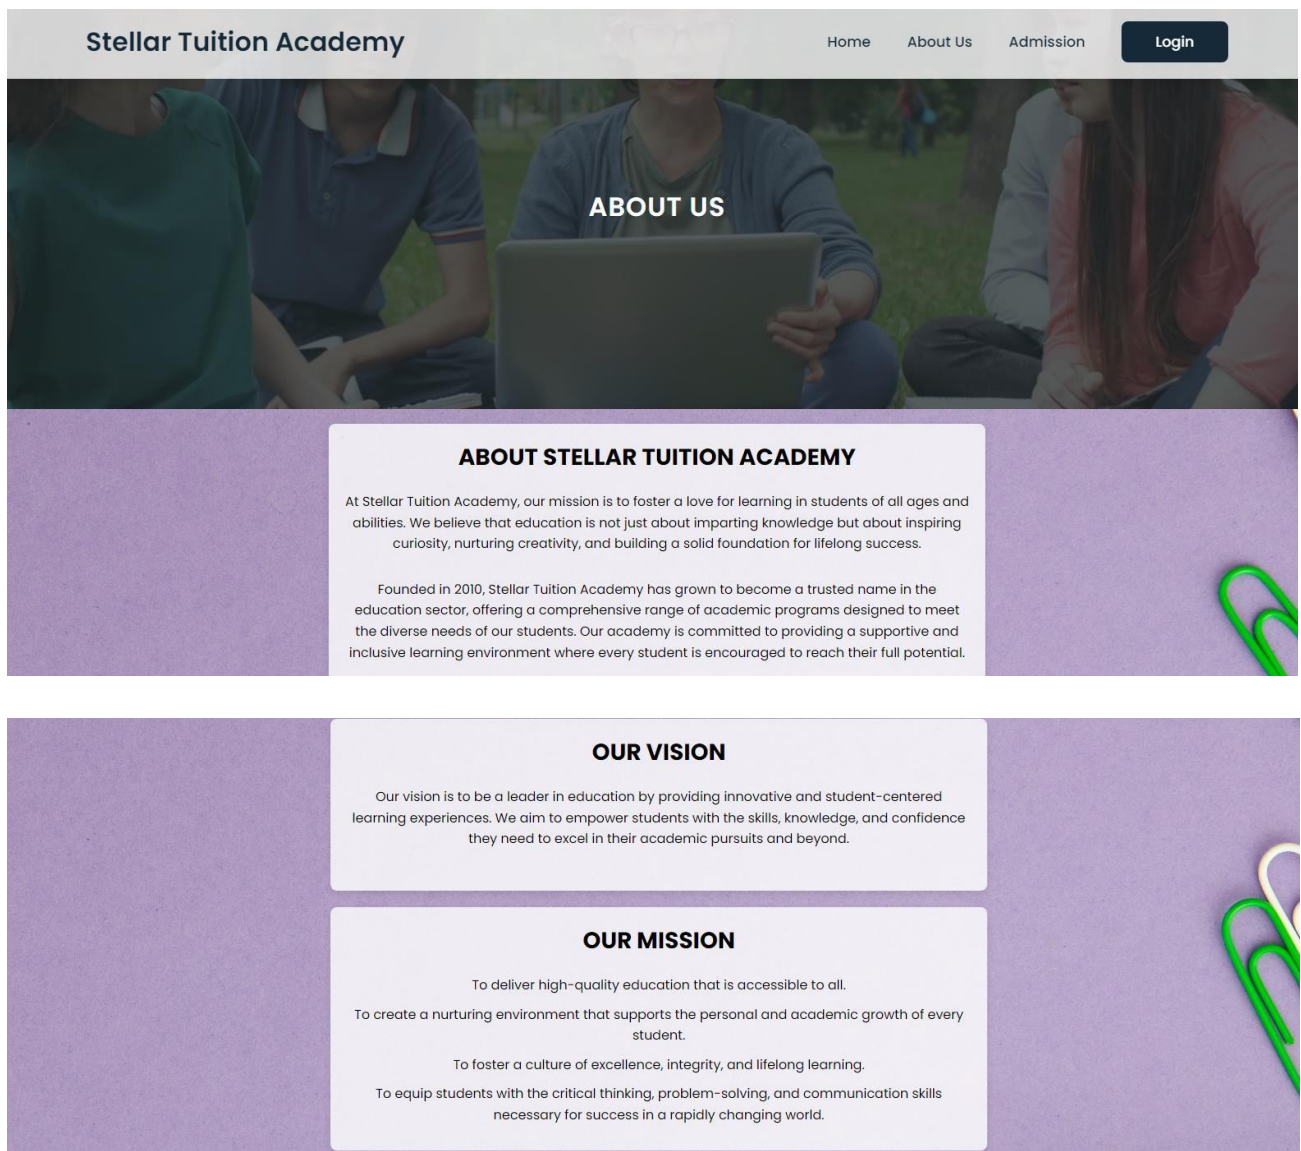 Stellar Tuition Academy
Home About Us Admission Login
ABOUT US
ABOUT STELLAR TUITION ACADEMY
At Stellar Tuition Academy, our mission is to foster a love for learning in students of all ages and
abilities. We believe that education is not just about imparting knowledge but about inspiring
curiosity, nurturing creativity, and building a solid foundation for lifelong success.
Founded in 2010, Stellar Tuition Academy has grown to become a trusted name in the
education sector, offering a comprehensive range of academic programs designed to meet
the diverse needs of our students. Our academy is committed to providing a supportive and
inclusive learning environment where every student is encouraged to reach their full potential.
OUR VISION
Our vision is to be a leader in education by providing innovative and student-centered
learning experiences. We aim to empower students with the skills, knowledge, and confidence
they need to excel in their academic pursuits and beyond.
OUR MISSION
To deliver high-quality education that is accessible to all.
To create a nurturing environment that supports the personal and academic growth of every
student.
To foster a culture of excellence, integrity, and lifelong learning.
To equip students with the critical thinking, problem-solving, and communication skills
necessary for success in a rapidly changing world.